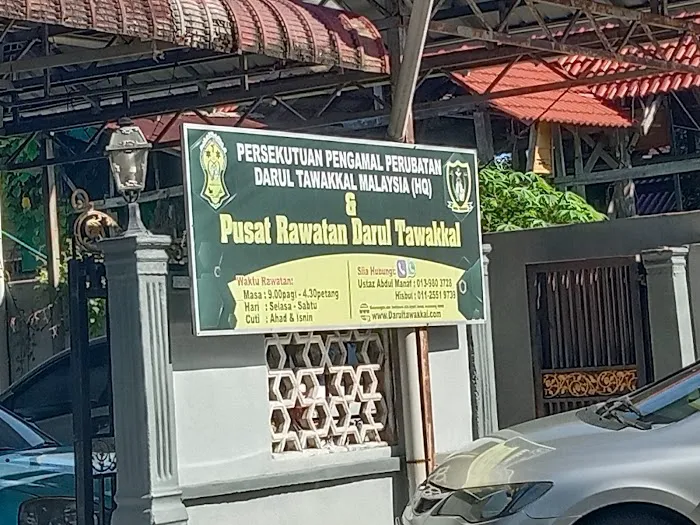 PERSEKUTUAN PENGAMAL PERUBATAN
DARUL TAWAKKAL MALAYSIA (HQ)
&
Pusat Rawatan Darul Tawakkal
Waktu Rawatan:
Masa : 9.00pagi - 4.30petang
Hari : Selasa - Sabtu
Cuti : Ahad & Isnin
Sila Hubungi:
Ustaz Abdul Manaf : 013-980 3728
Hisbul : 011-2551 9739
www.Darultawakkal.com